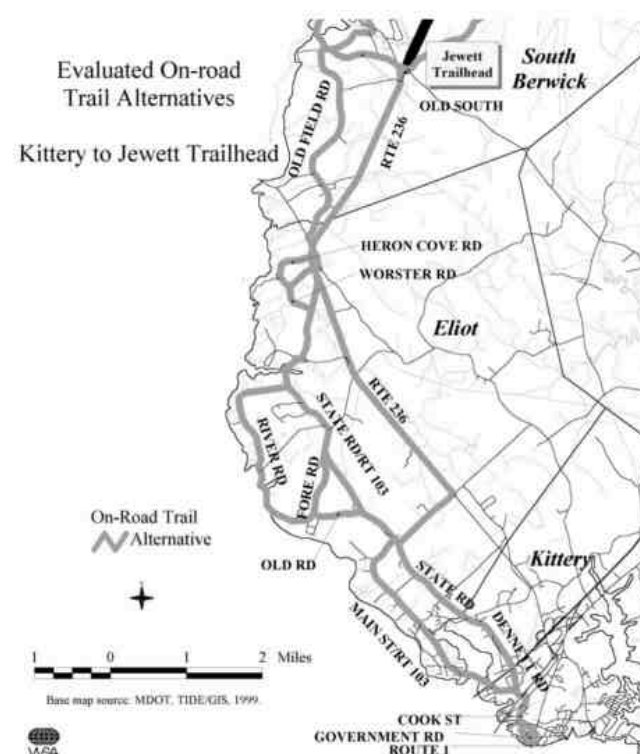 Evaluated On-road
Trail Alternatives
Kittery to Jewett Trailhead
Jewett
Trailhead
South
Berwick
OLD SOUTH
OLD FIELD RD
RTE 236
HERON COVE RD
WORSTER RD
Eliot
RTE 236
STATE RD/RT 103
RIVER RD
FORE RD
On-Road Trail
Alternative
OLD RD
Kittery
STATE RD
DENNETT RD
MAIN ST/RT 103
1 0 1 2 Miles
Base map source: MDOT, TIDE/GIS, 1999.
COOK ST
GOVERNMENT RD
ROUTE 1